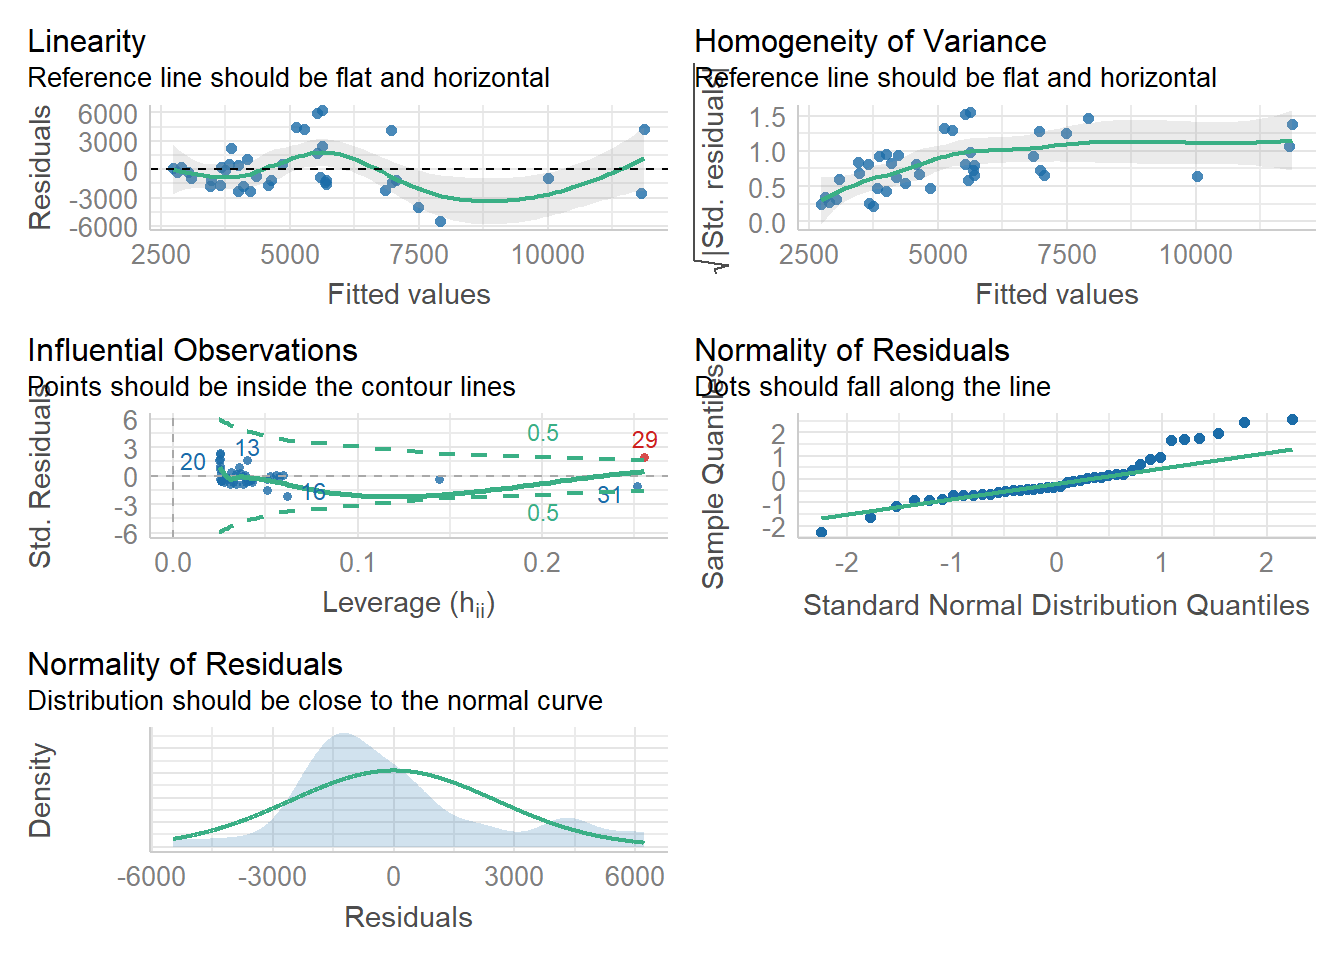 Linearity
Reference line should be flat and horizontal
Residuals
6000
3000
0
-3000
-6000
2500
5000
7500
10000
Fitted values
Homogeneity of Variance
Reference line should be flat and horizontal
√|Std. residuals|
1.5
1.0
0.5
0.0
2500
5000
7500
10000
Fitted values
Influential Observations
Points should be inside the contour lines
Std. Residuals
6
3
0
-3
-6
20
13
16
0.5
0.5
29
31
0.0
0.1
0.2
Leverage (hii)
Normality of Residuals
Dots should fall along the line
Sample Quantiles
2
1
0
-1
-2
-2
-1
0
1
2
Standard Normal Distribution Quantiles
Normality of Residuals
Distribution should be close to the normal curve
Density
-6000
-3000
0
3000
6000
Residuals